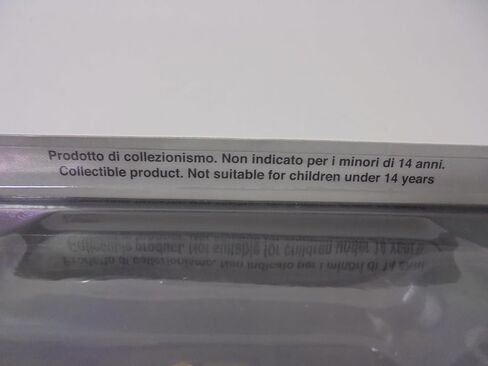 Prodotto di collezionismo. Non indicato per i minori di 14 anni.
Collectible product. Not suitable for children under 14 years